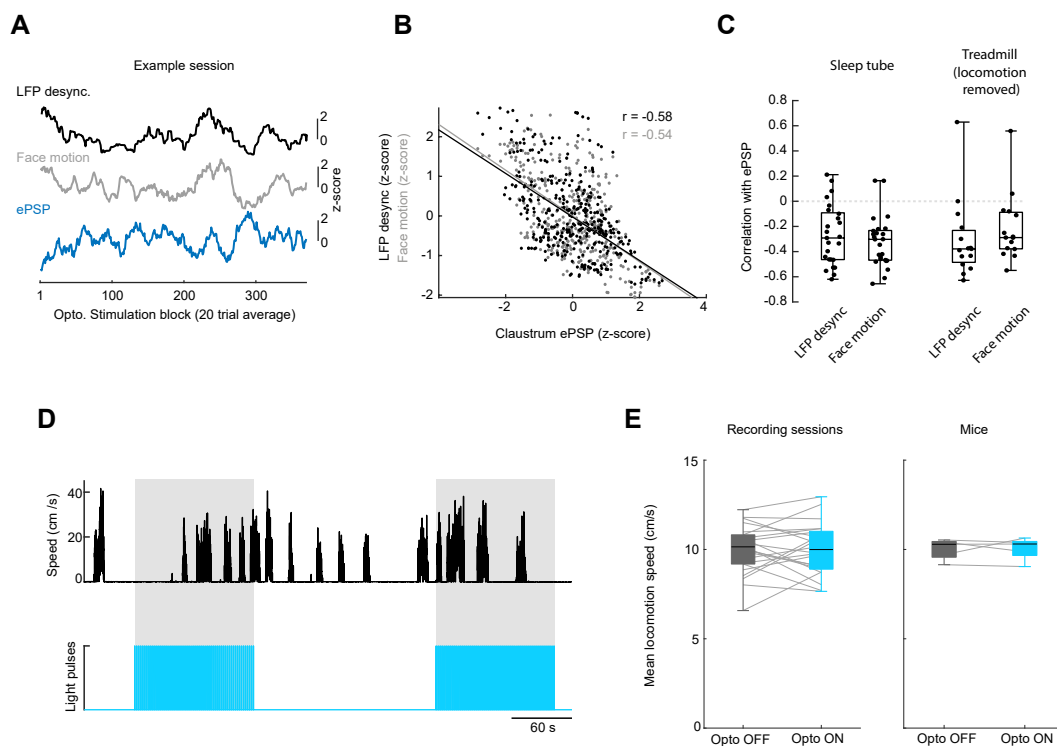 A
Example session
LFP desync.
2
0
Face motion
2
0
z-score
ePSP
2
0
1
100
200
300
Opto. Stimulation block (20 trial average)
B
r = -0.58
r = -0.54
LFP desync (z-score)
Face motion (z-score)
2
1
0
-1
-2
-2
0
2
4
Claustrum ePSP (z-score)
C
Sleep tube
Treadmill
(locomotion
removed)
Correlation with ePSP
0.8
0.6
0.4
0.2
0
-0.2
-0.4
-0.6
-0.8
LFP desync
Face motion
LFP desync
Face motion
D
Speed (cm /s)
40
20
0
Light pulses
60 s
E
Recording sessions
Mice
Mean locomotion speed (cm/s)
15
10
5
0
Opto OFF
Opto ON
Opto OFF
Opto ON